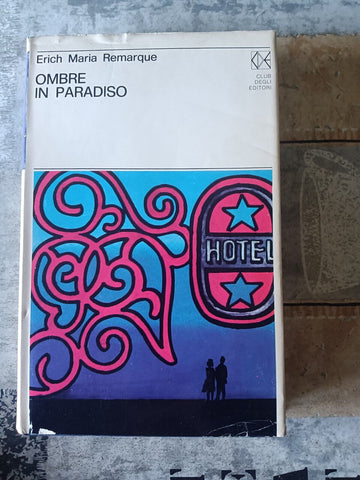 Erich Maria Remarque
OMBRE
IN PARADISO
CLUB
DEGLI
EDITORI
HOTEL